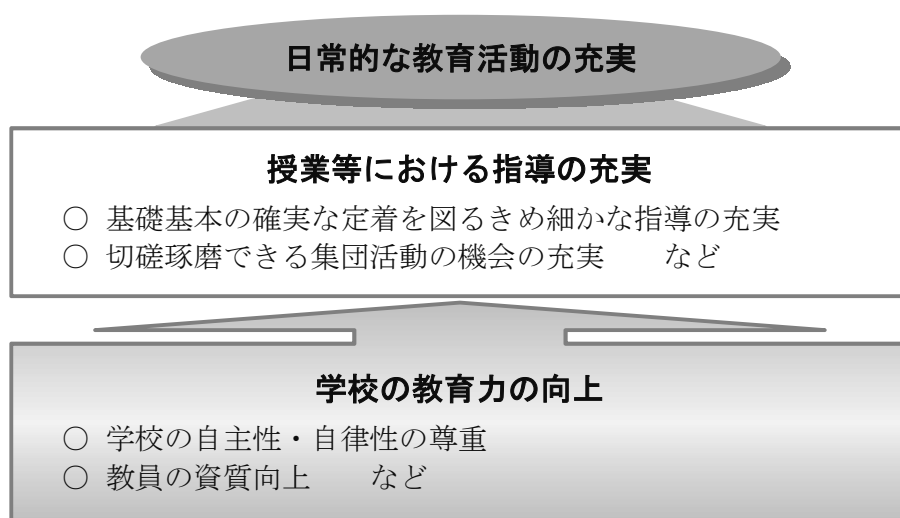 日常的な教育活動の充実
授業等における指導の充実
○ 基礎基本の確実な定着を図るきめ細かな指導の充実
○ 切磋琢磨できる集団活動の機会の充実　　など
学校の教育力の向上
○ 学校の自主性・自律性の尊重
○ 教員の資質向上　　など